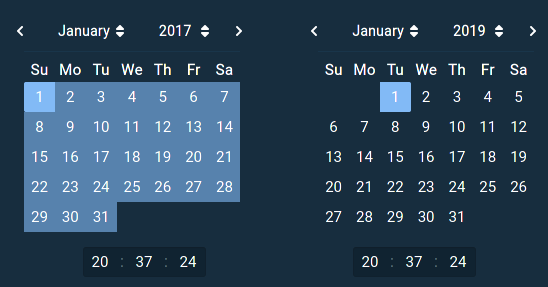 January 2017
Su Mo Tu We Th Fr Sa
1 2 3 4 5 6 7
8 9 10 11 12 13 14
15 16 17 18 19 20 21
22 23 24 25 26 27 28
29 30 31
20 : 37 : 24
January 2019
Su Mo Tu We Th Fr Sa
1 2 3 4 5
6 7 8 9 10 11 12
13 14 15 16 17 18 19
20 21 22 23 24 25 26
27 28 29 30 31
20 : 37 : 24